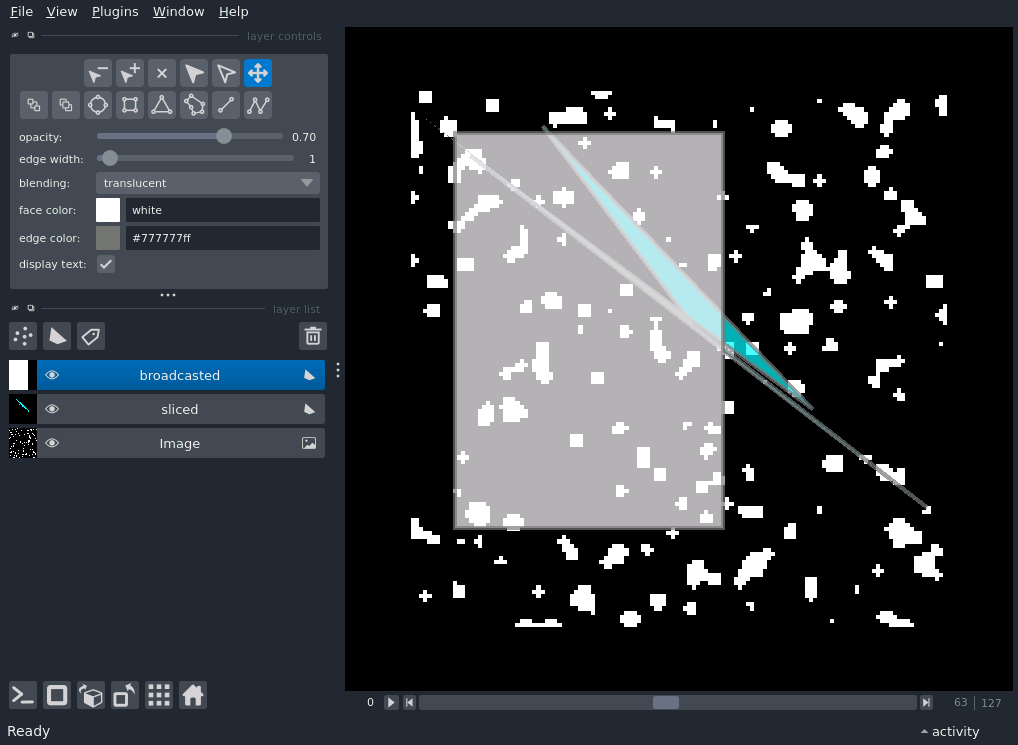 File View Plugins Window Help
layer controls
opacity: 0.70
edge width: 1
blending: translucent
face color: white
edge color: #777777ff
display text:
layer list
broadcasted
sliced
Image
0 63 127
Ready activity